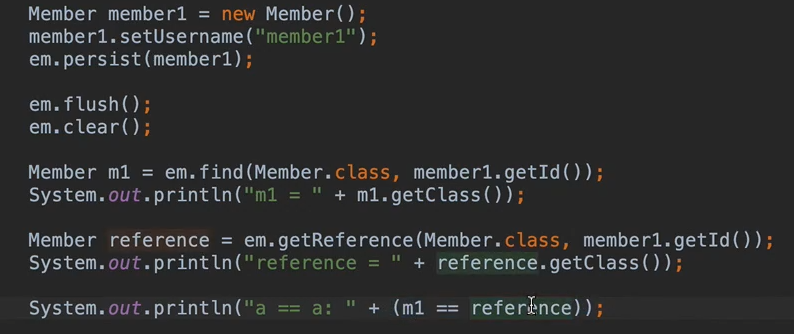 Member member1 = new Member();
member1.setUsername("member1");
em.persist(member1);
em.flush();
em.clear();
Member m1 = em.find(Member.class, member1.getId());
System.out.println("m1 = " + m1.getClass());
Member reference = em.getReference(Member.class, member1.getId());
System.out.println("reference = " + reference.getClass());
System.out.println("a == a: " + (m1 == reference));